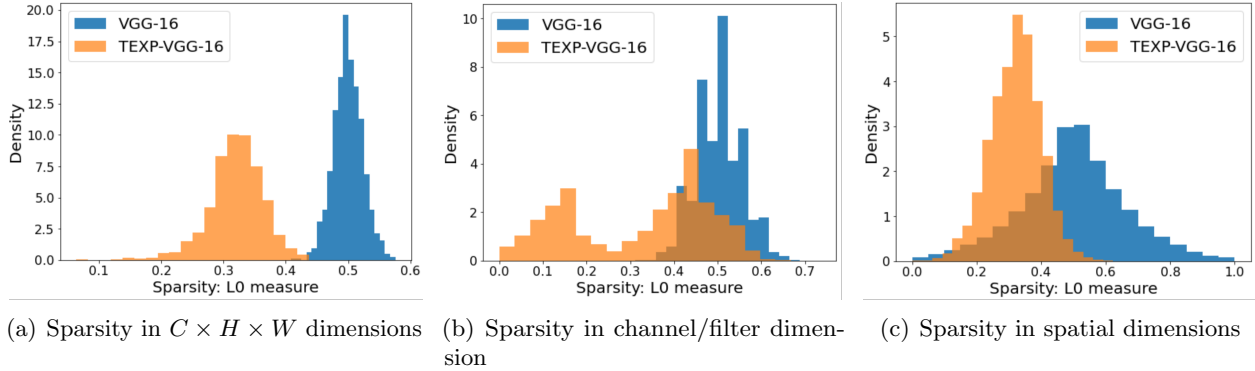 20.0
17.5
15.0
12.5
10.0
7.5
5.0
2.5
0.0
Density
VGG-16
TEXP-VGG-16
0.1 0.2 0.3 0.4 0.5 0.6
Sparsity: L0 measure
(a) Sparsity in C × H × W dimensions
10
8
6
4
2
0
Density
VGG-16
TEXP-VGG-16
0.0 0.1 0.2 0.3 0.4 0.5 0.6 0.7
Sparsity: L0 measure
(b) Sparsity in channel/filter dimen-
sion
5
4
3
2
1
0
Density
VGG-16
TEXP-VGG-16
0.0 0.2 0.4 0.6 0.8 1.0
Sparsity: L0 measure
(c) Sparsity in spatial dimensions